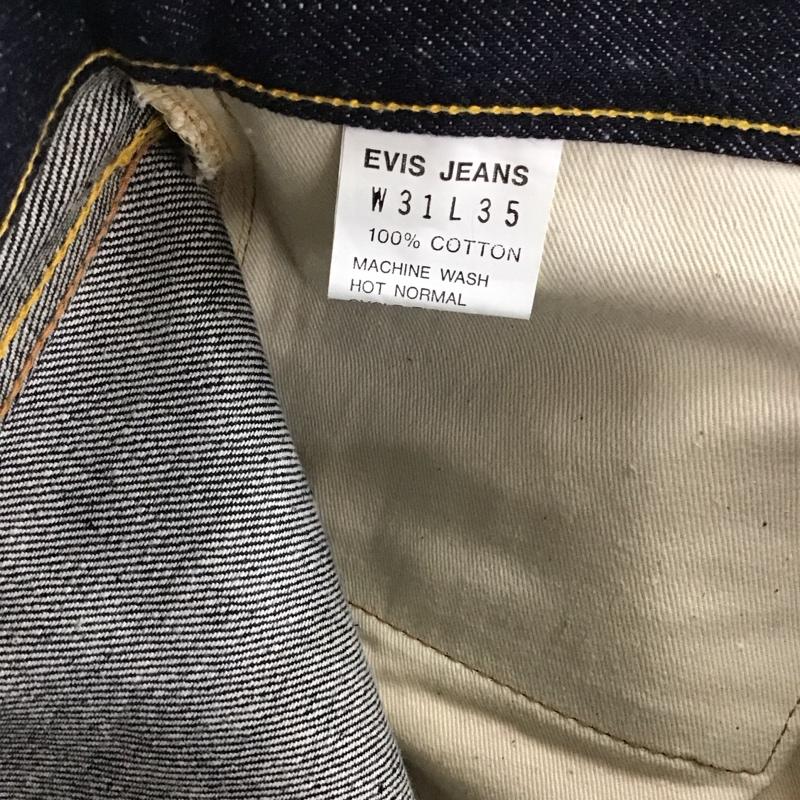 EVIS JEANS
W31L35
100% COTTON
MACHINE WASH
HOT NORMAL